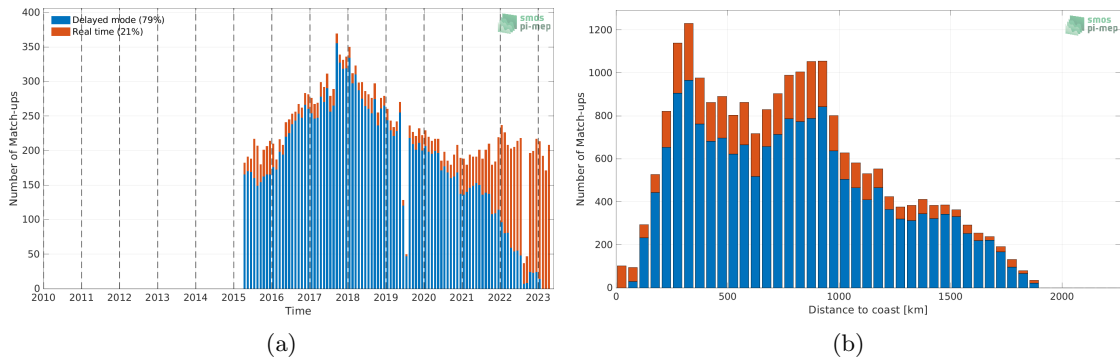 Delayed mode (79%)
Real time (21%)
smos
pi-mep
Number of Match-ups
400
350
300
250
200
150
100
50
0
2010 2011 2012 2013 2014 2015 2016 2017 2018 2019 2020 2021 2022 2023
Time
(a)
smos
pi-mep
Number of Match-ups
1200
1000
800
600
400
200
0
0 500 1000 1500 2000
Distance to coast [km]
(b)